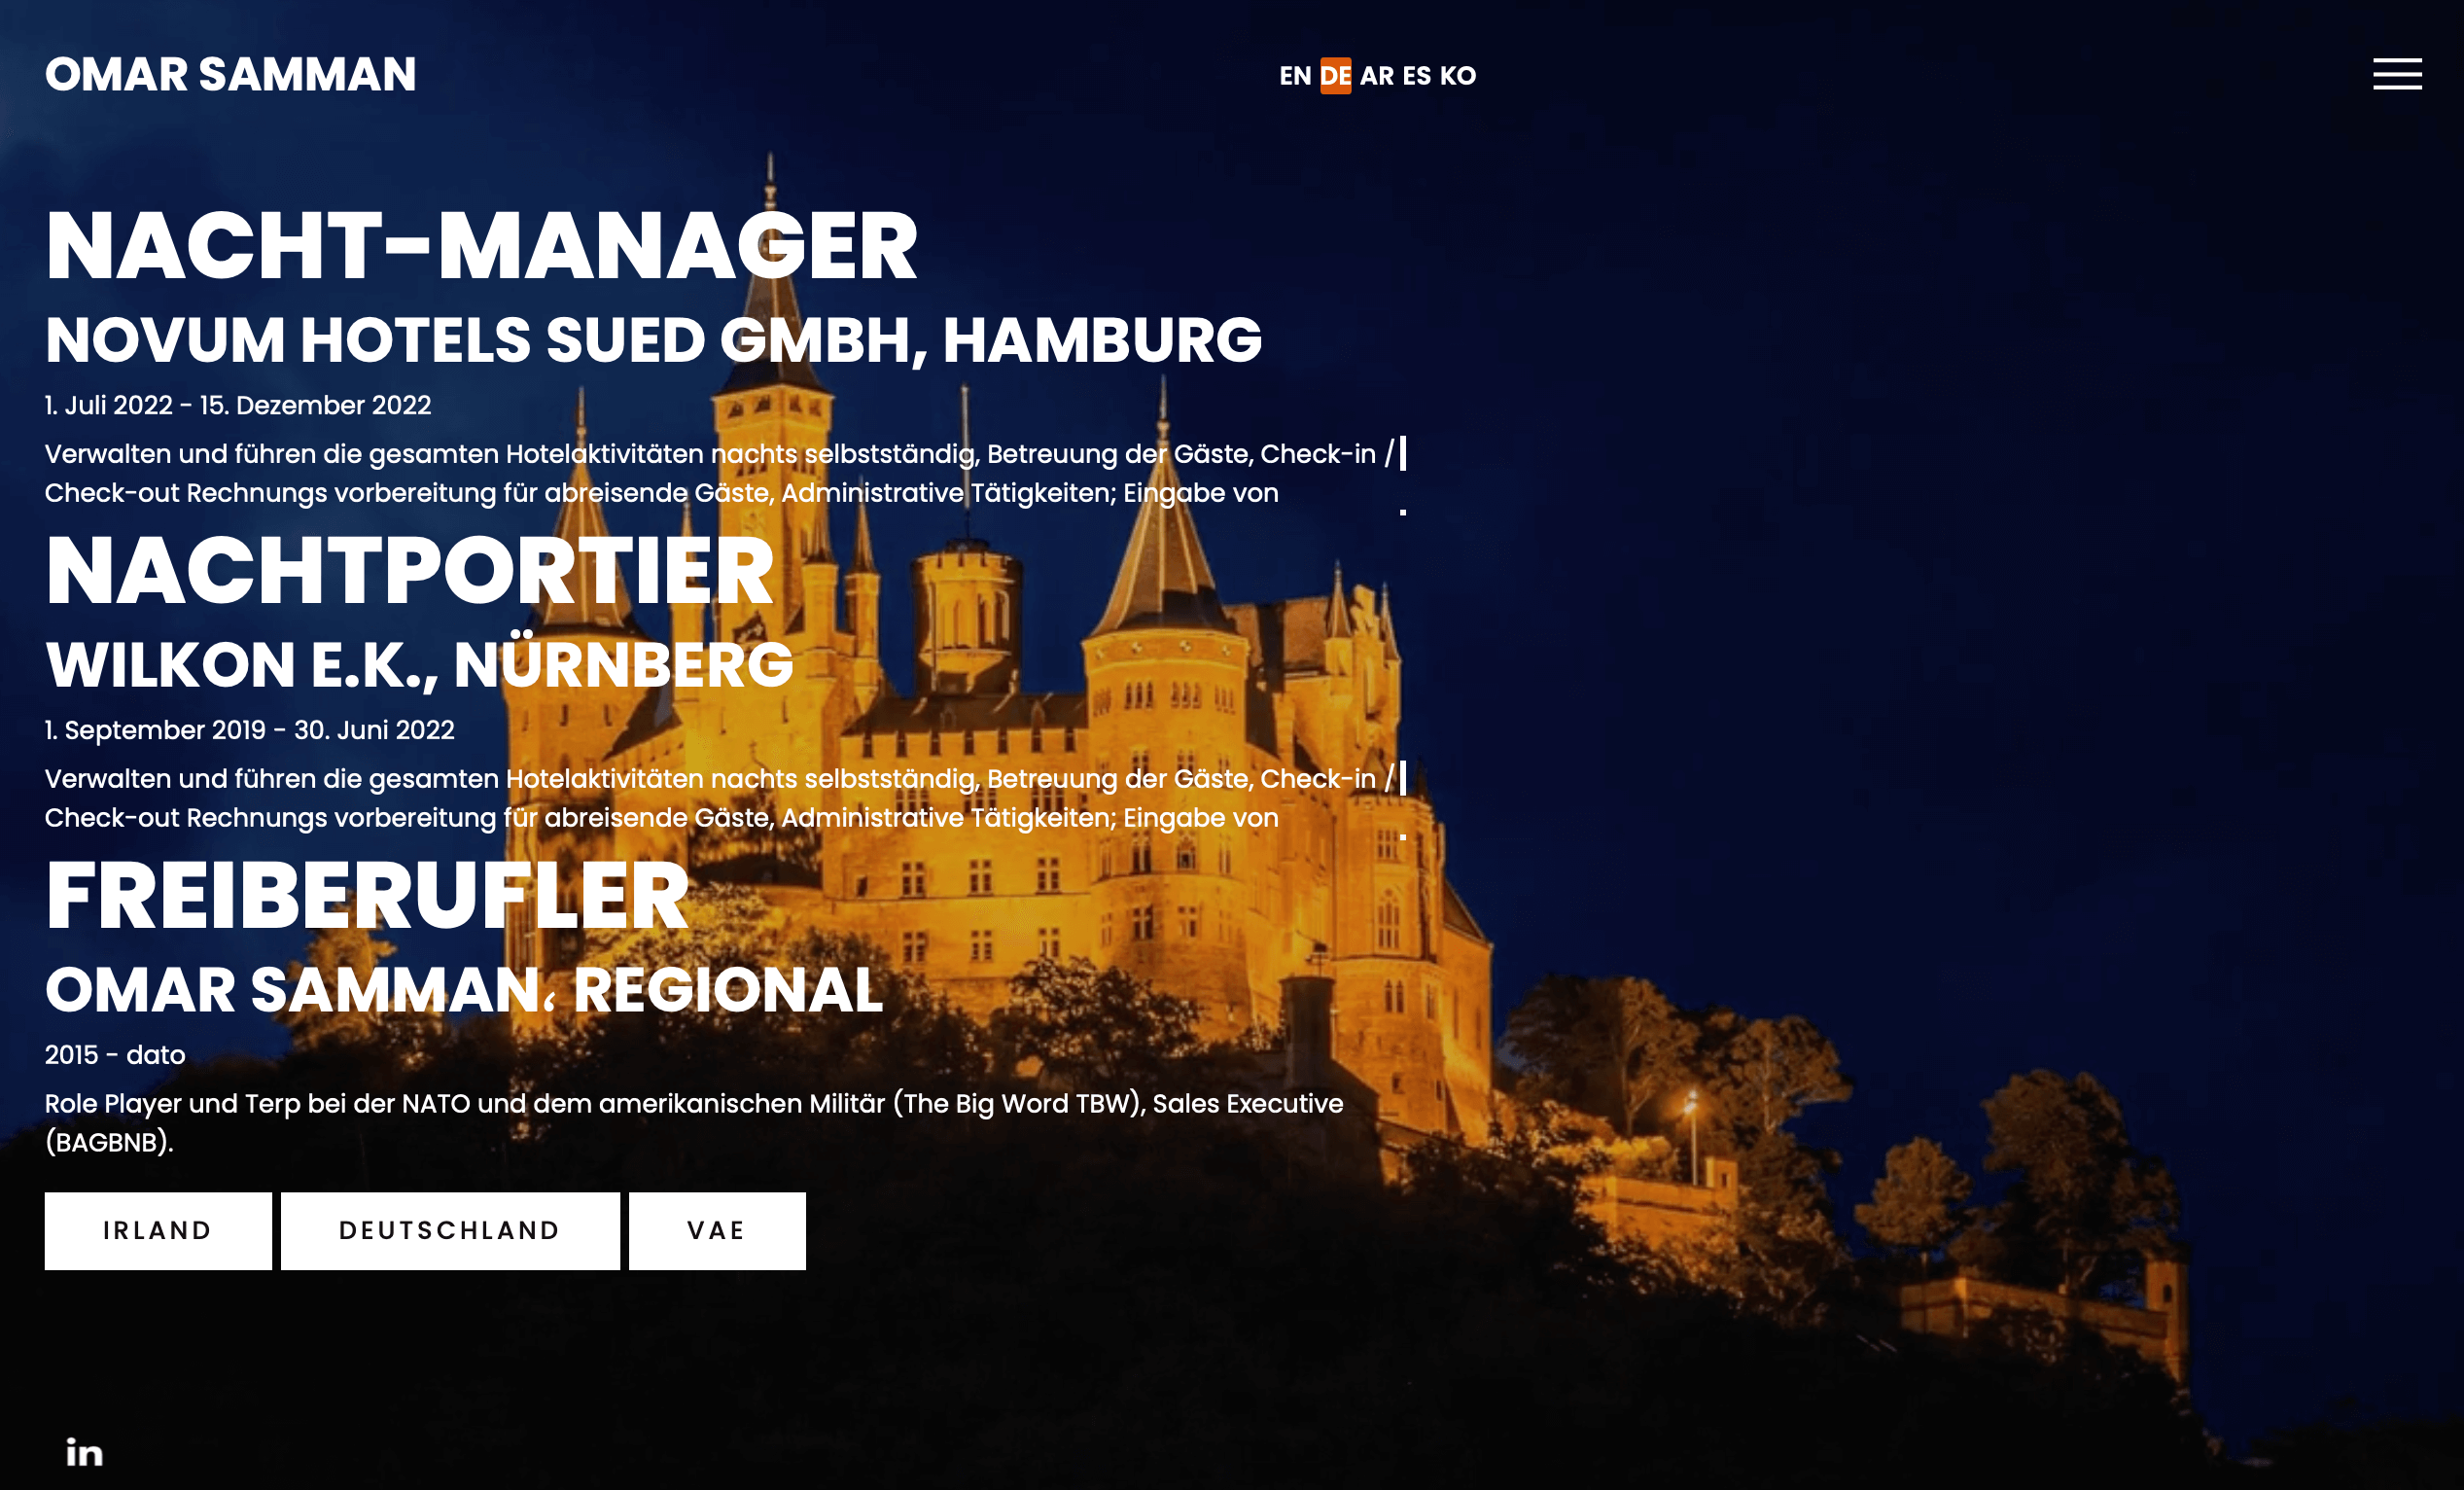 OMAR SAMMAN
EN DE AR ES KO
NACHT-MANAGER
NOVUM HOTELS SUED GMBH, HAMBURG
1. Juli 2022 - 15. Dezember 2022
Verwalten und führen die gesamten Hotelaktivitäten nachts selbstständig, Betreuung der Gäste, Check-in /
Check-out Rechnungs vorbereitung für abreisende Gäste, Administrative Tätigkeiten; Eingabe von
NACHTPORTIER
WILKON E.K., NÜRNBERG
1. September 2019 - 30. Juni 2022
Verwalten und führen die gesamten Hotelaktivitäten nachts selbstständig, Betreuung der Gäste, Check-in /
Check-out Rechnungs vorbereitung für abreisende Gäste, Administrative Tätigkeiten; Eingabe von
FREIBERUFLER
OMAR SAMMAN، REGIONAL
2015 - dato
Role Player und Terp bei der NATO und dem amerikanischen Militär (The Big Word TBW), Sales Executive
(BAGBNB).
IRLAND DEUTSCHLAND VAE
in